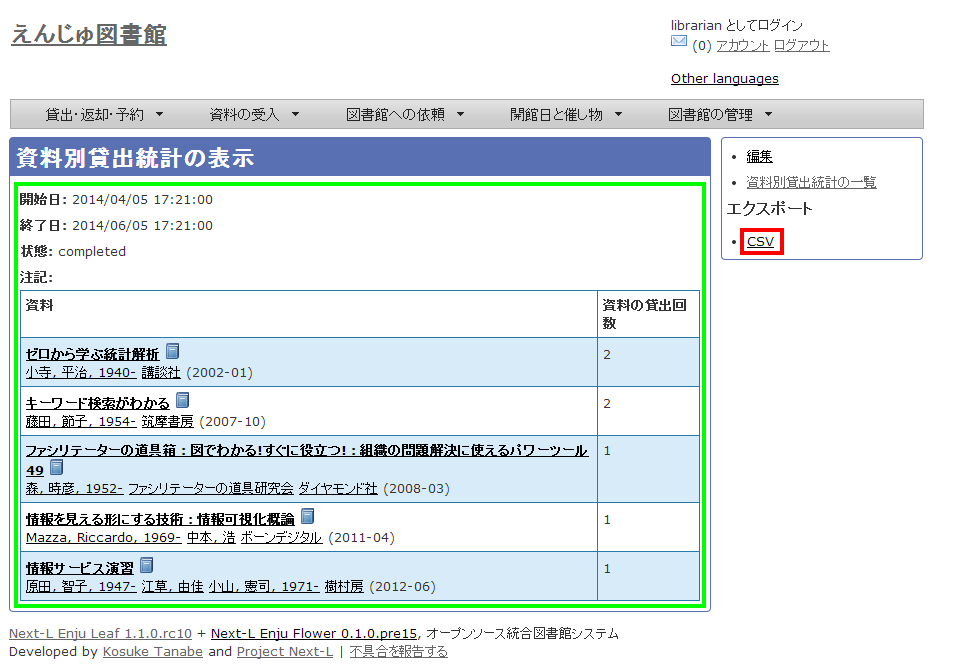 えんじゅ図書館
librarian としてログイン
(0) アカウント ログアウト
Other languages
貸出・返却・予約 ▼ 資料の受入 ▼ 図書館への依頼 ▼ 開館日と催し物 ▼ 図書館の管理 ▼
資料別貸出統計の表示
開始日: 2014/04/05 17:21:00
終了日: 2014/06/05 17:21:00
状態: completed
注記:
資料 資料の貸出回
数
ゼロから学ぶ統計解析 2
小寺, 平治, 1940- 講談社 (2002-01)
キーワード検索がわかる 2
藤田, 節子, 1954- 筑摩書房 (2007-10)
ファシリテーターの道具箱 : 図でわかる!すぐに役立つ! : 組織の問題解決に使えるパワーツール 1
49
森, 時彦, 1952- ファシリテーターの道具研究会 ダイヤモンド社 (2008-03)
情報を見える形にする技術 : 情報可視化概論 1
Mazza, Riccardo, 1969- 中本, 浩 ボーンデジタル (2011-04)
情報サービス演習 1
原田, 智子, 1947- 江草, 由佳 小山, 憲司, 1971- 樹村房 (2012-06)
• 編集
• 資料別貸出統計の一覧
エクスポート
• CSV
Next-L Enju Leaf 1.1.0.rc10 + Next-L Enju Flower 0.1.0.pre15, オープンソース統合図書館システム
Developed by Kosuke Tanabe and Project Next-L | 不具合を報告する